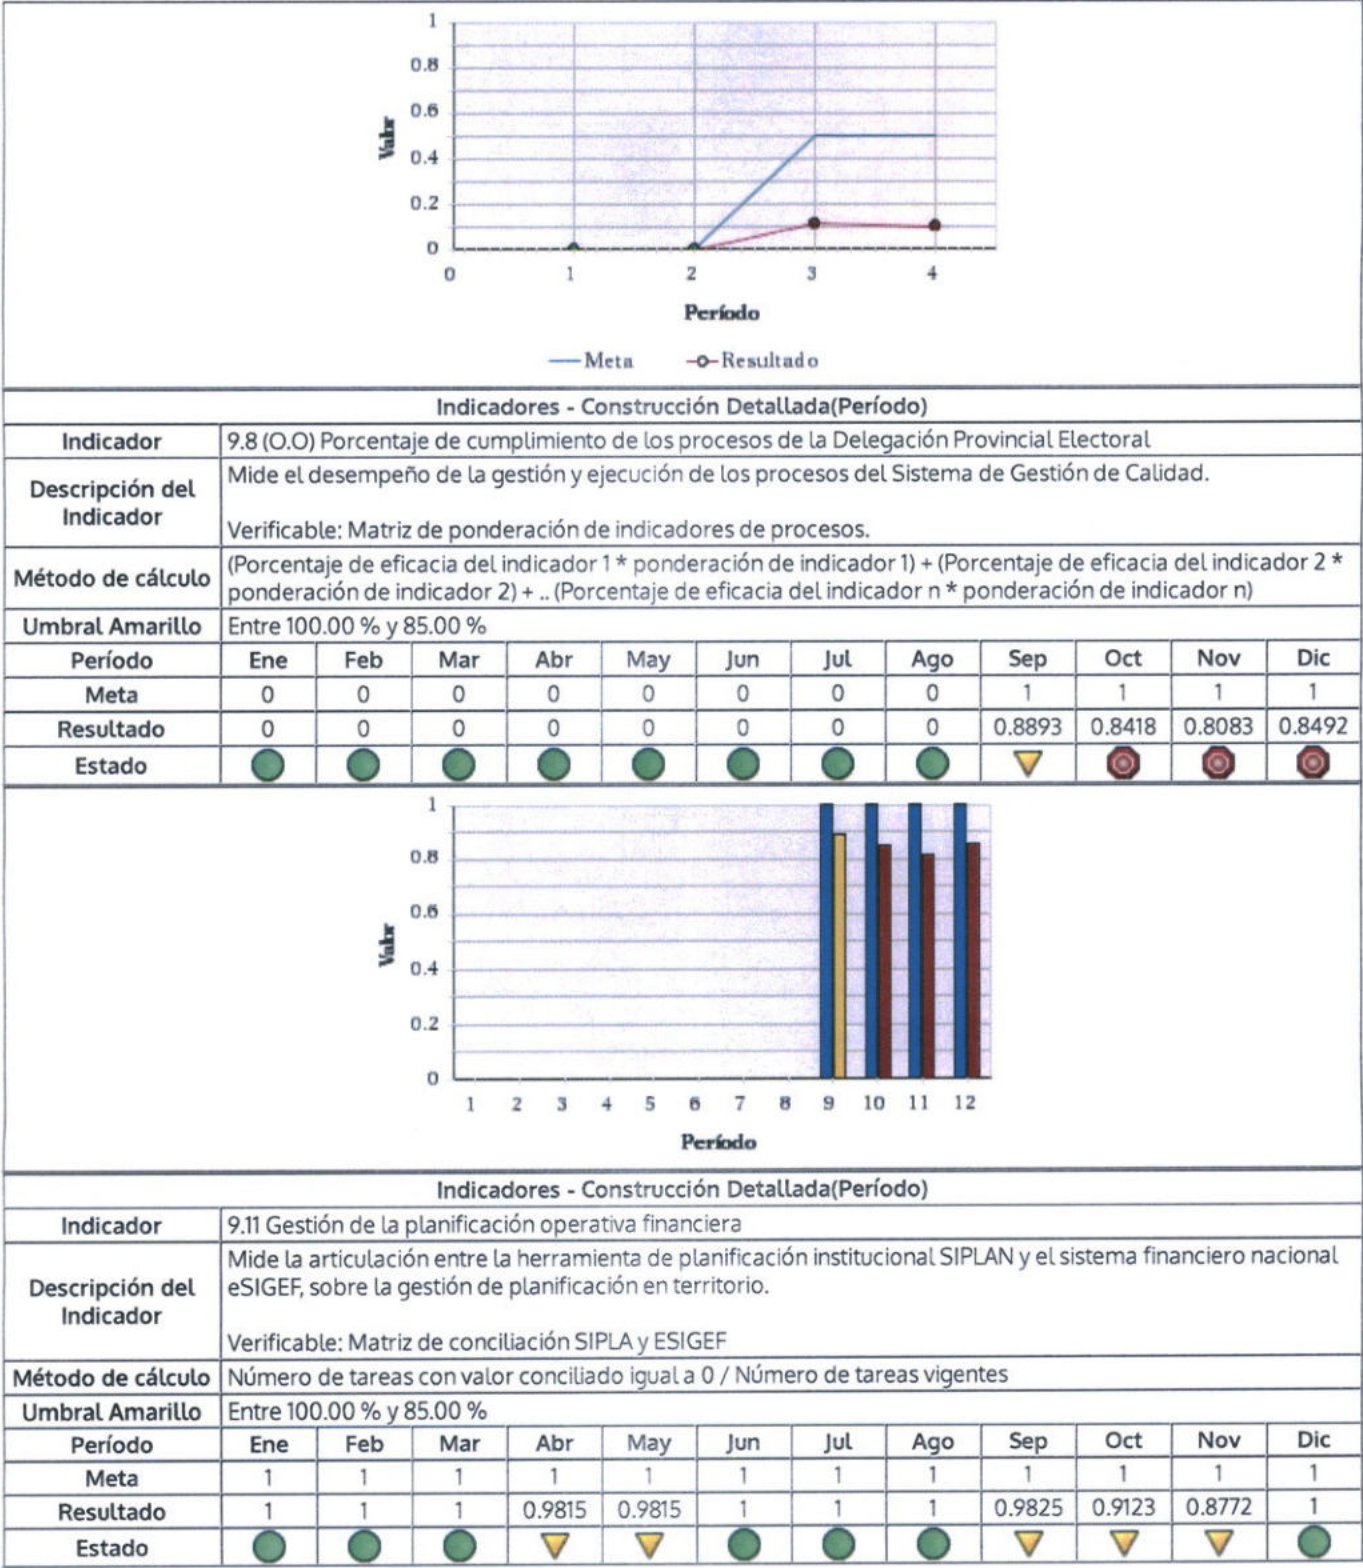 1
0.8
0.6
0.4
0.2
0
Valor
0 1 2 3 4
Período
Meta Resultado
Indicadores - Construcción Detallada(Período)
Indicador 9.8 (O.O) Porcentaje de cumplimiento de los procesos de la Delegación Provincial Electoral
Descripción del Indicador
Mide el desempeño de la gestión y ejecución de los procesos del Sistema de Gestión de Calidad.
Verificable: Matriz de ponderación de indicadores de procesos.
Método de cálculo
(Porcentaje de eficacia del indicador 1 * ponderación de indicador 1) + (Porcentaje de eficacia del indicador 2 *
ponderación de indicador 2) + .. (Porcentaje de eficacia del indicador n * ponderación de indicador n)
Umbral Amarillo Entre 100.00 % y 85.00 %
Período Ene Feb Mar Abr May Jun Jul Ago Sep Oct Nov Dic
Meta 0 0 0 0 0 0 0 0 1 1 1 1
Resultado 0 0 0 0 0 0 0 0 0.8893 0.8418 0.8083 0.8492
Estado
1
0.8
0.6
0.4
0.2
0
Valor
1 2 3 4 5 6 7 8 9 10 11 12
Período
Indicadores - Construcción Detallada(Período)
Indicador 9.11 Gestión de la planificación operativa financiera
Descripción del Indicador
Mide la articulación entre la herramienta de planificación institucional SIPLAN y el sistema financiero nacional
eSIGEF, sobre la gestión de planificación en territorio.
Verificable: Matriz de conciliación SIPLA y ESIGEF
Método de cálculo Número de tareas con valor conciliado igual a 0 / Número de tareas vigentes
Umbral Amarillo Entre 100.00 % y 85.00 %
Período Ene Feb Mar Abr May Jun Jul Ago Sep Oct Nov Dic
Meta 1 1 1 1 1 1 1 1 1 1 1 1
Resultado 1 1 1 0.9815 0.9815 1 1 1 0.9825 0.9123 0.8772 1
Estado